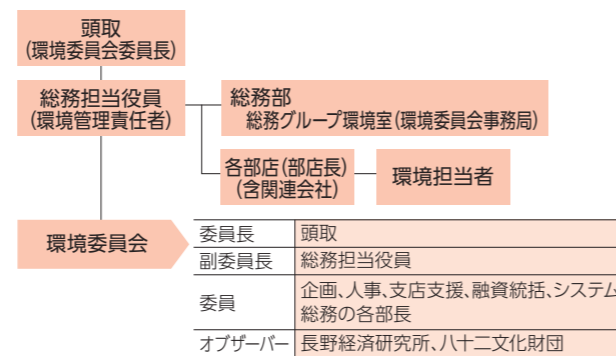 頭取
(環境委員会委員長)
総務担当役員
(環境管理責任者)
総務部
総務グループ環境室(環境委員会事務局)
各部店(部店長)
(含関連会社)
環境担当者
環境委員会
委員長 頭取
副委員長 総務担当役員
委員 企画、人事、支店支援、融資統括、システム
総務の各部長
オブザーバー 長野経済研究所、八十二文化財団